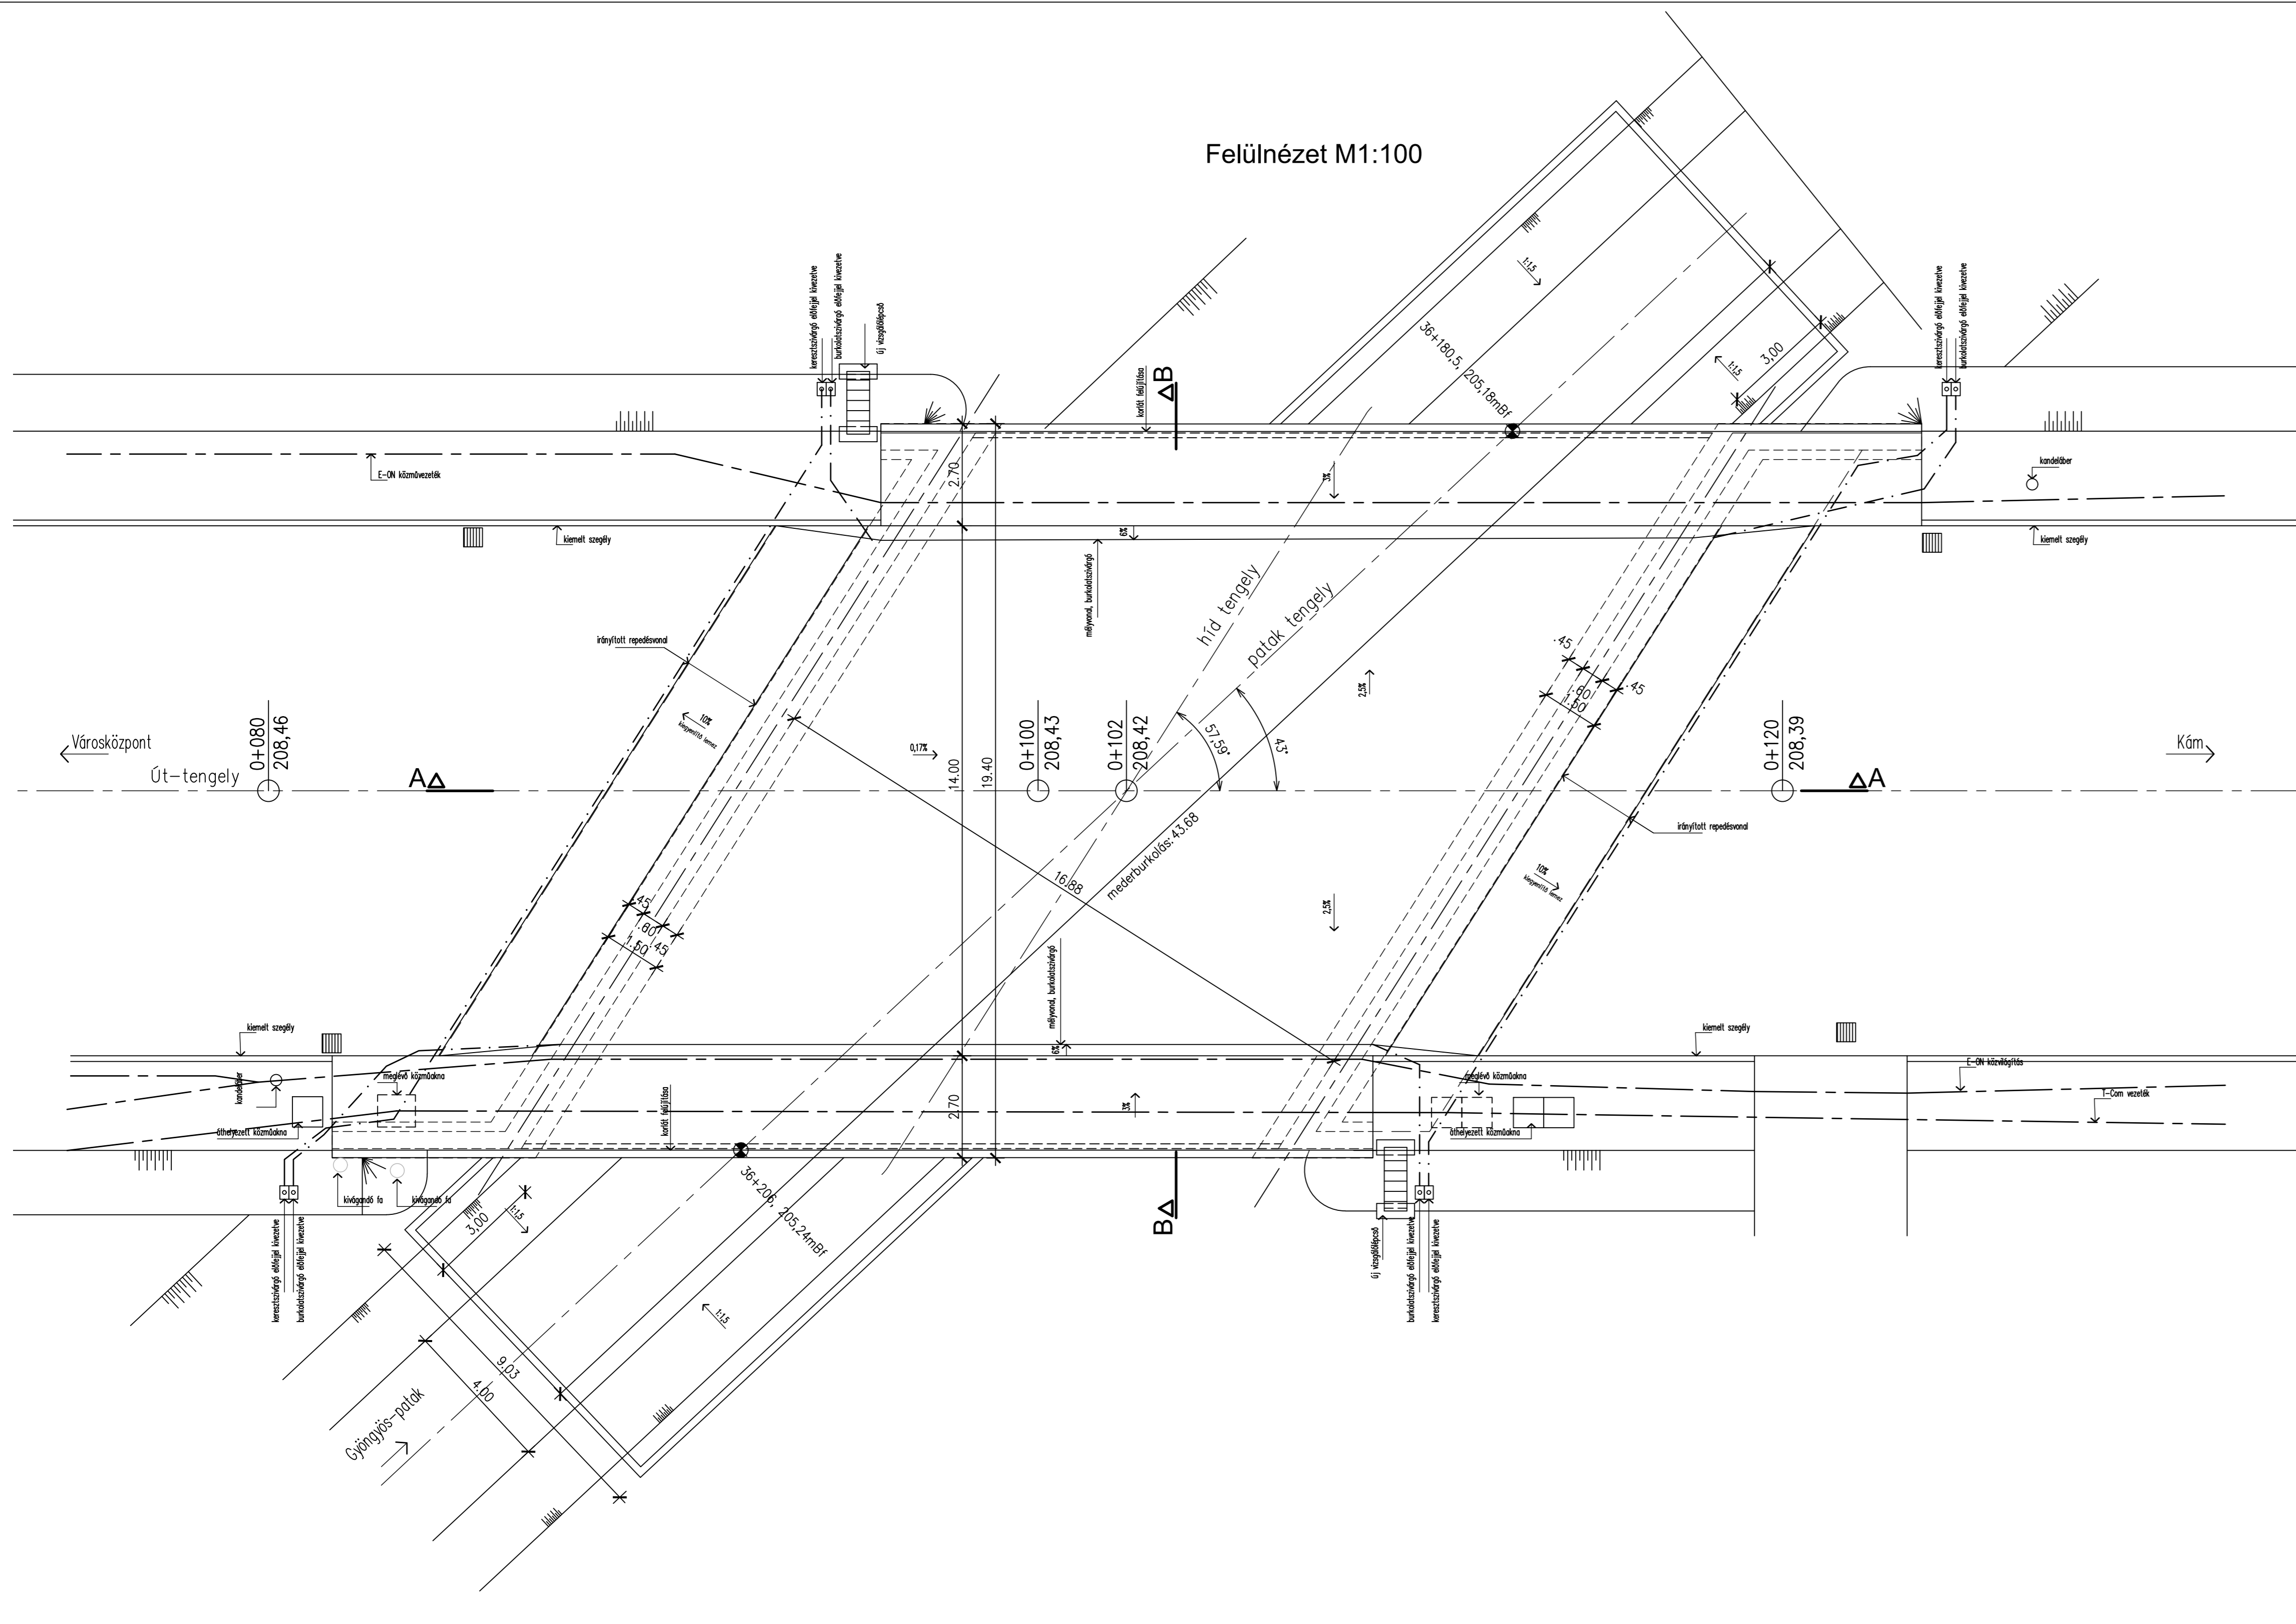 Felülnézet M1:100
keresztszivárgó előfejjel kivezetve
burkolatszivárgó előfejjel kivezetve
új vizsgálólépcső
korlát felújítása
B
1:1,5
36+180,5, 205,18mBf
1:1,5
3,00
keresztszivárgó előfejjel kivezetve
burkolatszivárgó előfejjel kivezetve
E-ON közművezeték
2.70
3%
kandeláber
kiemelt szegély
6%
kiemelt szegély
mélyvonal, burkolatszivárgó
híd tengely
patak tengely
irányított repedésvonal
.45
.60
.45
1.50
2,5%
10%
kiegyenlítő lemez
Városközpont
Út-tengely
0+080
208,46
A
0,17%
14.00
19.40
0+100
208,43
0+102
208,42
57,59°
43°
0+120
208,39
A
Kám
irányított repedésvonal
mederburkolás: 43.68
16.88
10%
kiegyenlítő lemez
.45
.60
.45
1.50
2,5%
mélyvonal, burkolatszivárgó
6%
kiemelt szegély
kiemelt szegély
kandeláber
meglévő közműakna
áthelyezett közműakna
korlát felújítása
2.70
3%
meglévő közműakna
áthelyezett közműakna
E-ON közvilágítás
T-Com vezeték
kivágandó fa
kivágandó fa
keresztszivárgó előfejjel kivezetve
burkolatszivárgó előfejjel kivezetve
3,00
1:1,5
36+206, 205,24mBf
1:1,5
B
új vizsgálólépcső
burkolatszivárgó előfejjel kivezetve
keresztszivárgó előfejjel kivezetve
9.03
4.00
Gyöngyös-patak